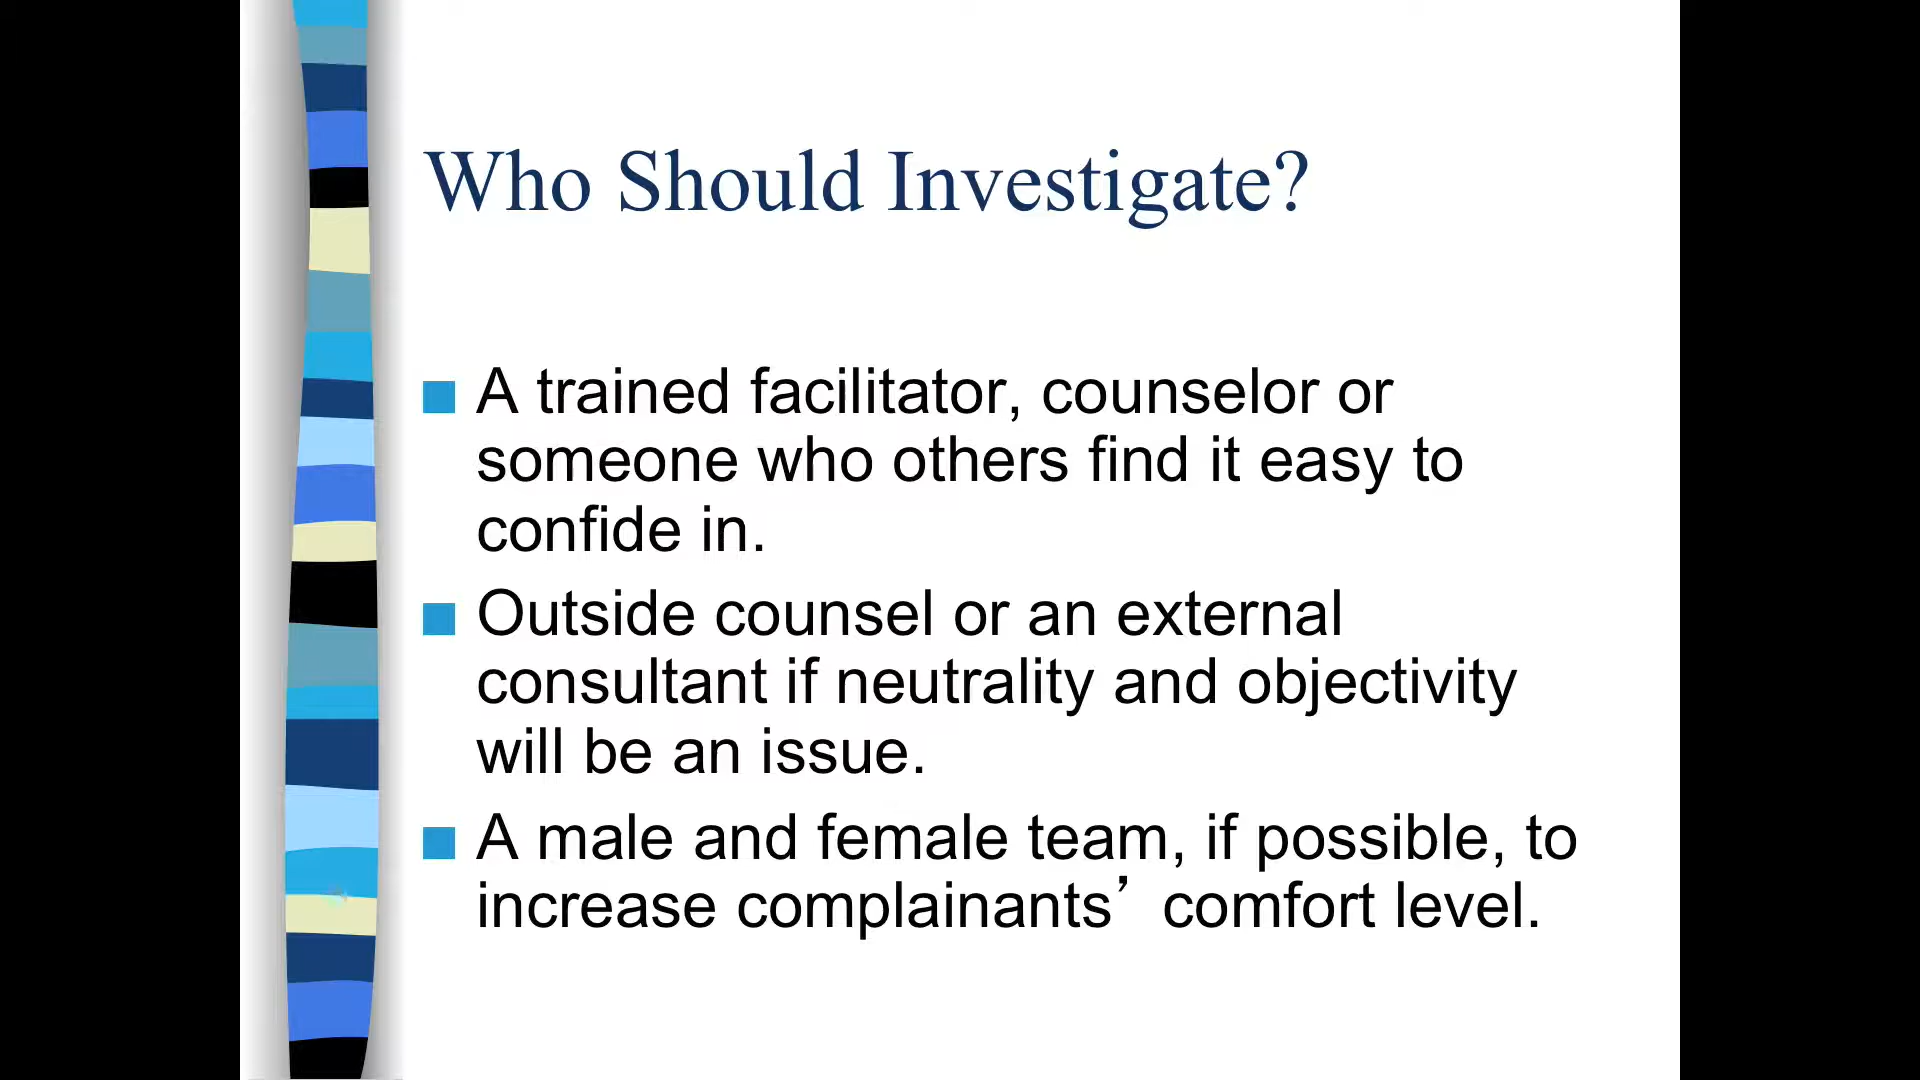 Who Should Investigate?
A trained facilitator, counselor or
someone who others find it easy to
confide in.
Outside counsel or an external
consultant if neutrality and objectivity
will be an issue.
A male and female team, if possible, to
increase complainants’ comfort level.